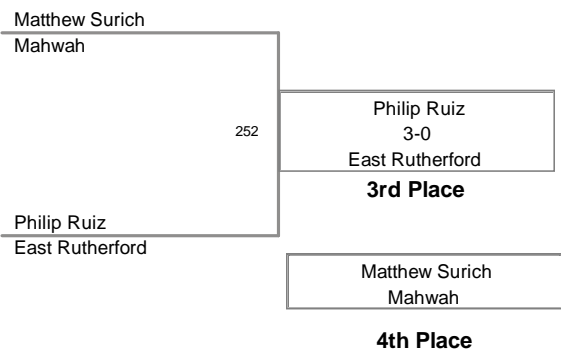 Matthew Surich
Mahwah
252
Philip Ruiz
3-0
East Rutherford
3rd Place
Philip Ruiz
East Rutherford
Matthew Surich
Mahwah
4th Place